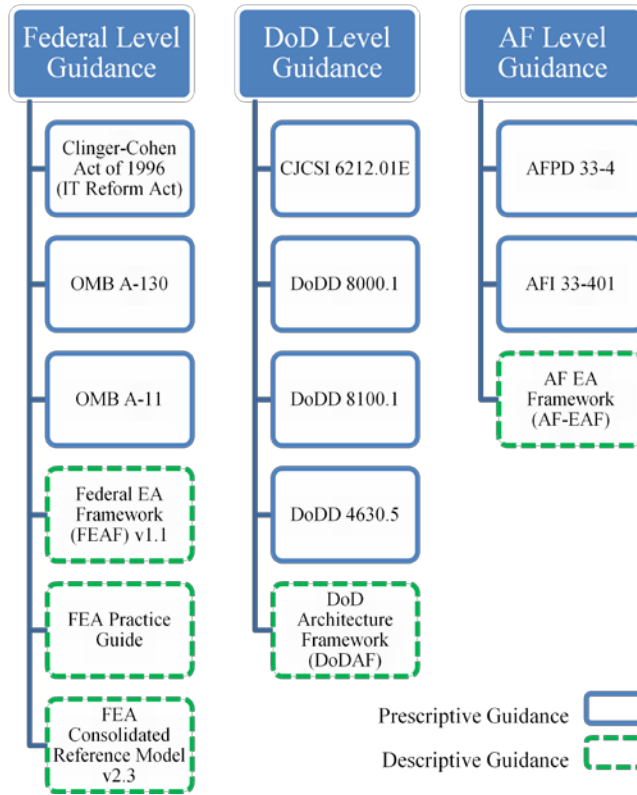 Federal Level
Guidance
Clinger-Cohen
Act of 1996
(IT Reform Act)
OMB A-130
OMB A-11
Federal EA
Framework
(FEAF) v1.1
FEA Practice
Guide
FEA
Consolidated
Reference Model
v2.3
DoD Level
Guidance
CJCSI 6212.01E
DoDD 8000.1
DoDD 8100.1
DoDD 4630.5
DoD
Architecture
Framework
(DoDAF)
AF Level
Guidance
AFPD 33-4
AFI 33-401
AF EA
Framework
(AF-EAF)
Prescriptive Guidance
Descriptive Guidance